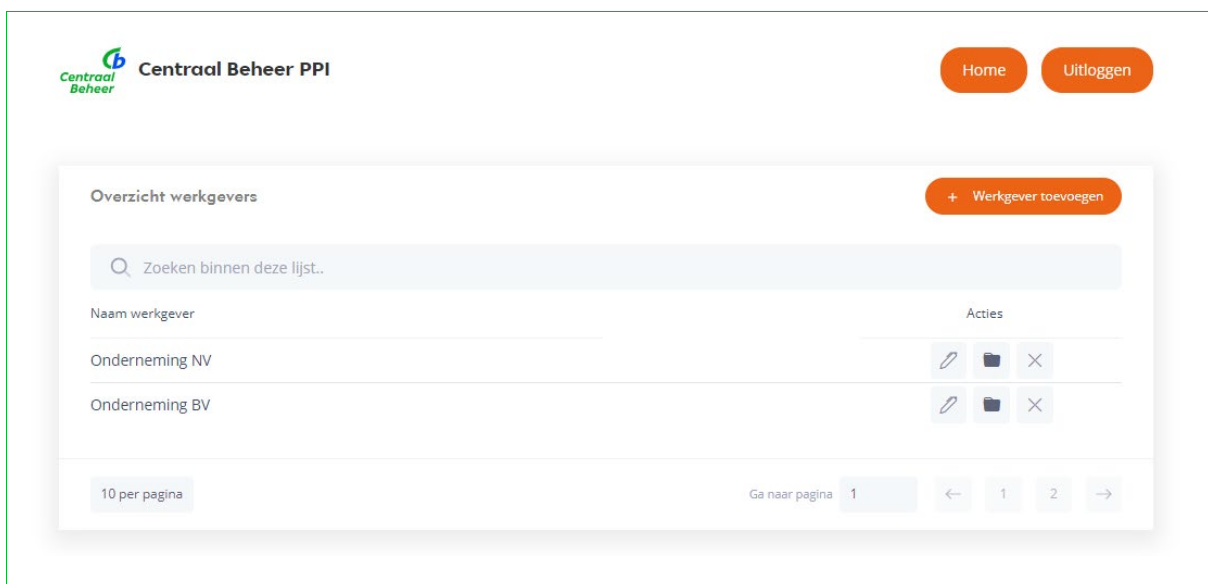 Centraal
Beheer
Centraal Beheer PPI
Home
Uitloggen
Overzicht werkgevers
+ Werkgever toevoegen
Zoeken binnen deze lijst..
Naam werkgever
Acties
Onderneming NV
Onderneming BV
10 per pagina
Ga naar pagina 1
← 1 2 →